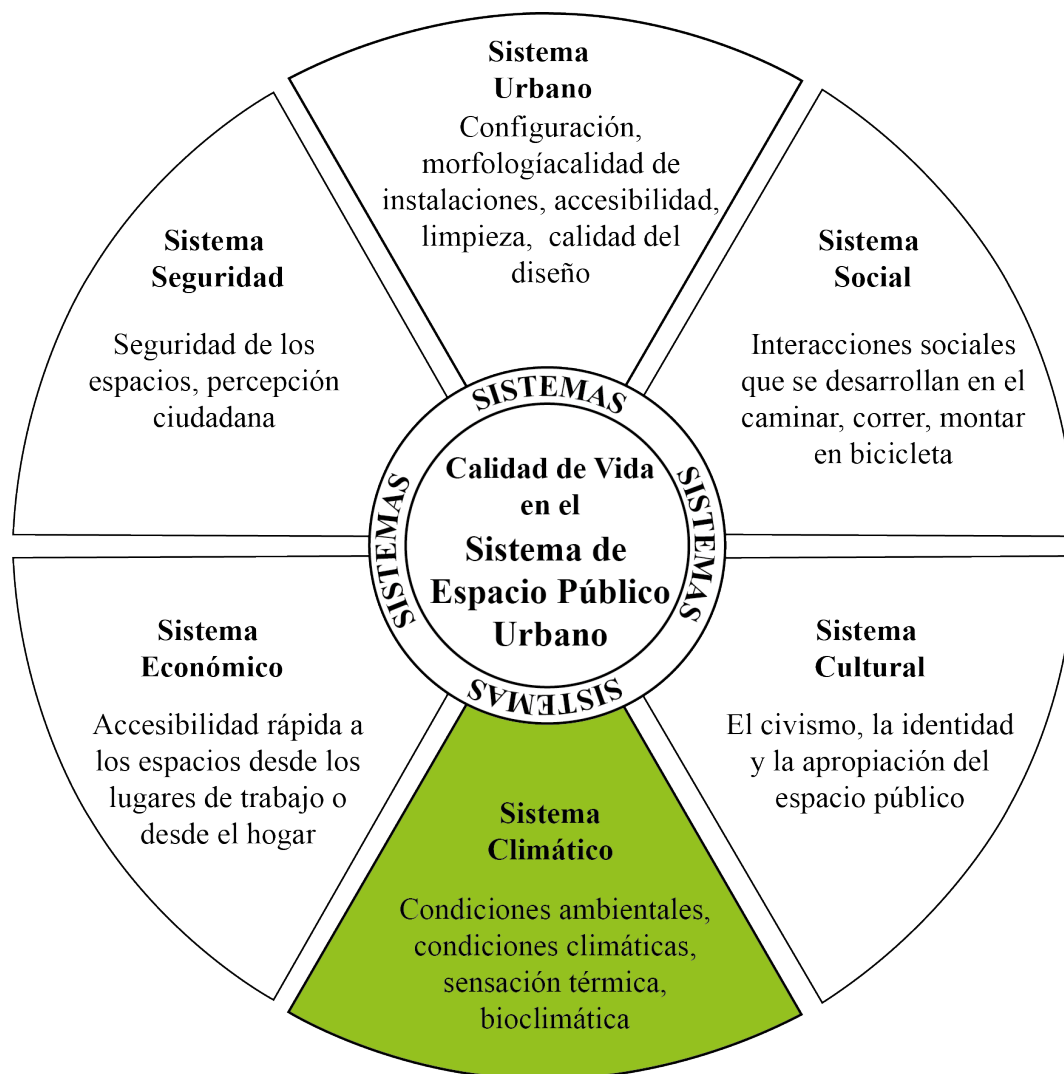 Sistema
Urbano
Configuración,
morfologíacalidad de
instalaciones, accesibilidad,
limpieza, calidad del
diseño
Sistema
Social
Interacciones sociales
que se desarrollan en el
caminar, correr, montar
en bicicleta
Sistema
Cultural
El civismo, la identidad
y la apropiación del
espacio público
Sistema
Climático
Condiciones ambientales,
condiciones climáticas,
sensación térmica,
bioclimática
Sistema
Económico
Accesibilidad rápida a
los espacios desde los
lugares de trabajo o
desde el hogar
Sistema
Seguridad
Seguridad de los
espacios, percepción
ciudadana
SISTEMAS
SISTEMAS
SISTEMAS
SISTEMAS
Calidad de Vida
en el
Sistema de
Espacio Público
Urbano